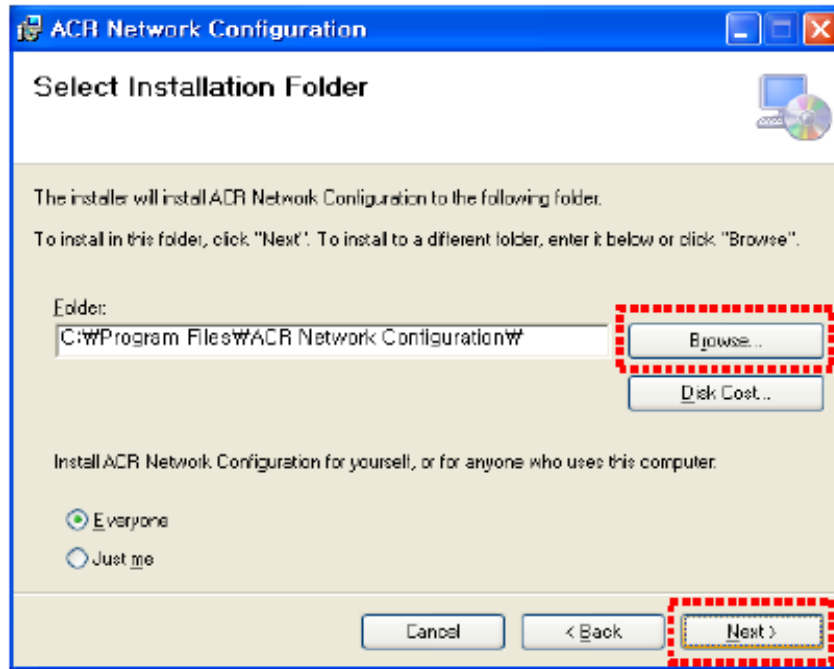 ACR Network Configuration
Select Installation Folder
The installer will install ACR Network Configuration to the following folder.
To install in this folder, click "Next". To install to a different folder, enter it below or click "Browse".
Folder:
C:₩Program Files₩ACR Network Configuration₩
Browse...
Disk Cost...
Install ACR Network Configuration for yourself, or for anyone who uses this computer:
Everyone
Just me
Cancel
< Back
Next >